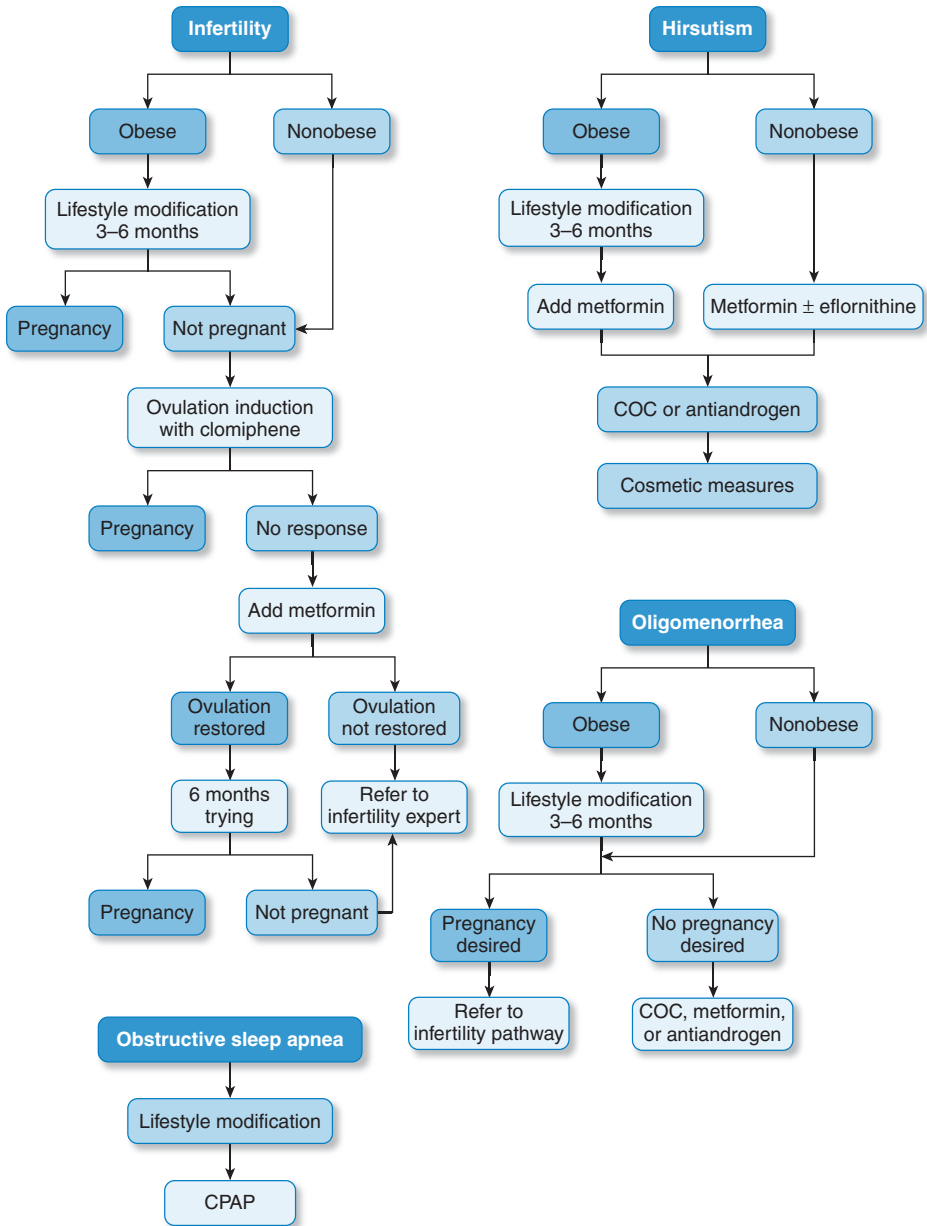 Infertility
Obese
Nonobese
Lifestyle modification
3–6 months
Pregnancy
Not pregnant
Ovulation induction
with clomiphene
Pregnancy
No response
Add metformin
Ovulation
restored
Ovulation
not restored
6 months
trying
Refer to
infertility expert
Pregnancy
Not pregnant
Hirsutism
Obese
Nonobese
Lifestyle modification
3–6 months
Add metformin
Metformin ± eflornithine
COC or antiandrogen
Cosmetic measures
Oligomenorrhea
Obese
Nonobese
Lifestyle modification
3–6 months
Pregnancy
desired
No pregnancy
desired
Refer to
infertility pathway
COC, metformin,
or antiandrogen
Obstructive sleep apnea
Lifestyle modification
CPAP